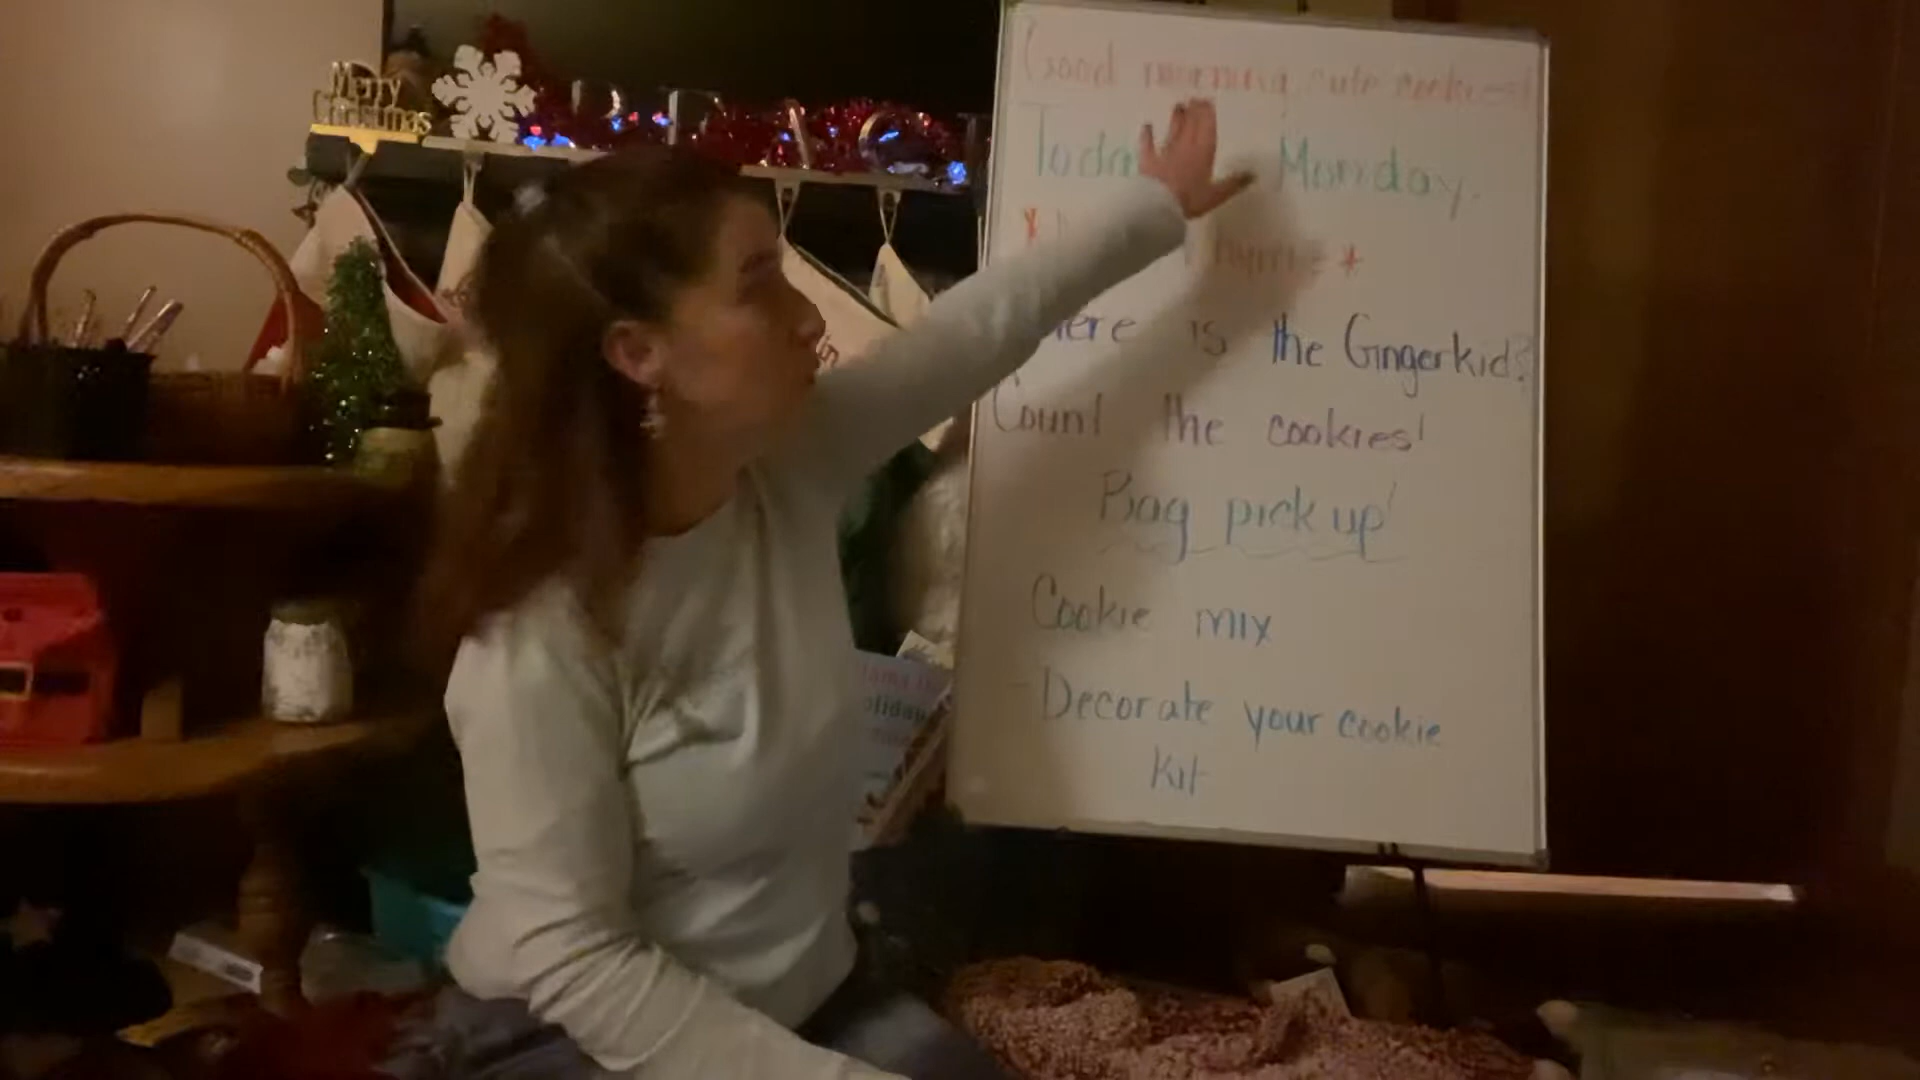 Merry
Christmas
Good morning cute cookies!
Today Monday.
the Gingerkid?
is
Count the cookies!
Bag pick up!
Cookie mix
- Decorate your cookie
kit